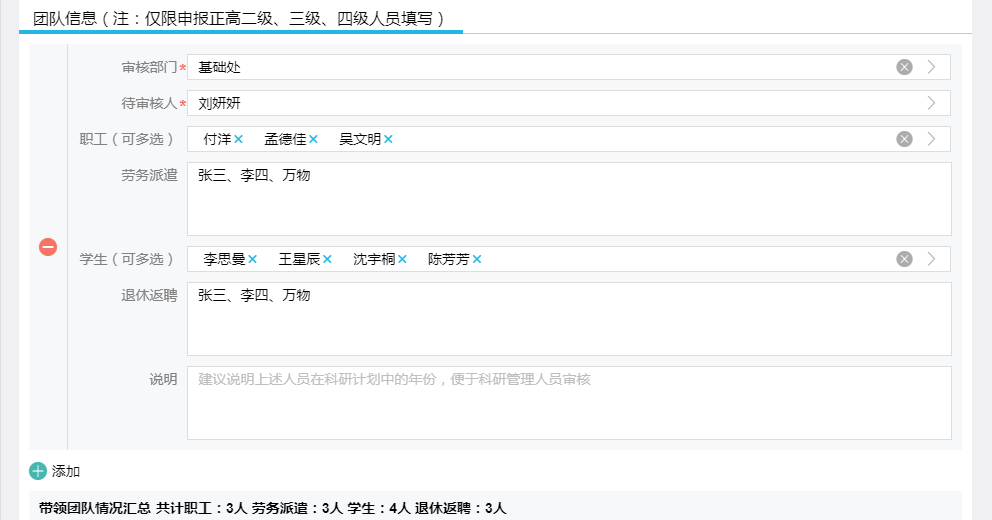 团队信息（注：仅限申报正高二级、三级、四级人员填写）
审核部门* 基础处
待审核人* 刘妍妍
职工（可多选） 付洋× 孟德佳× 吴文明×
劳务派遣 张三、李四、万物
学生（可多选） 李思曼× 王星辰× 沈宇桐× 陈芳芳×
退休返聘 张三、李四、万物
说明 建议说明上述人员在科研计划中的年份，便于科研管理人员审核
添加
带领团队情况汇总 共计职工：3人 劳务派遣：3人 学生：4人 退休返聘：3人